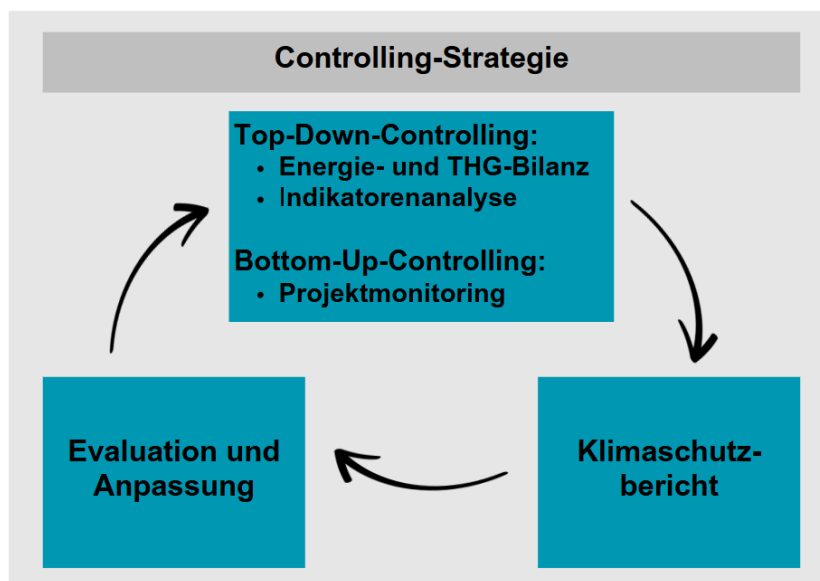 Controlling-Strategie
Top-Down-Controlling:
• Energie- und THG-Bilanz
• Indikatorenanalyse
Bottom-Up-Controlling:
• Projektmonitoring
Evaluation und
Anpassung
Klimaschutz-
bericht